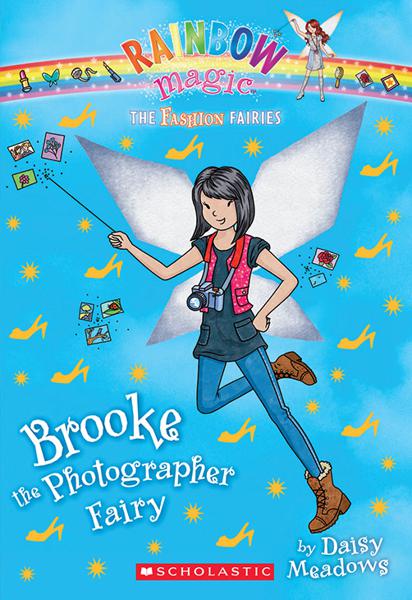 RAINBOW
magic
THE FASHION FAIRIES
Brooke
the Photographer
Fairy
by Daisy
Meadows
SCHOLASTIC